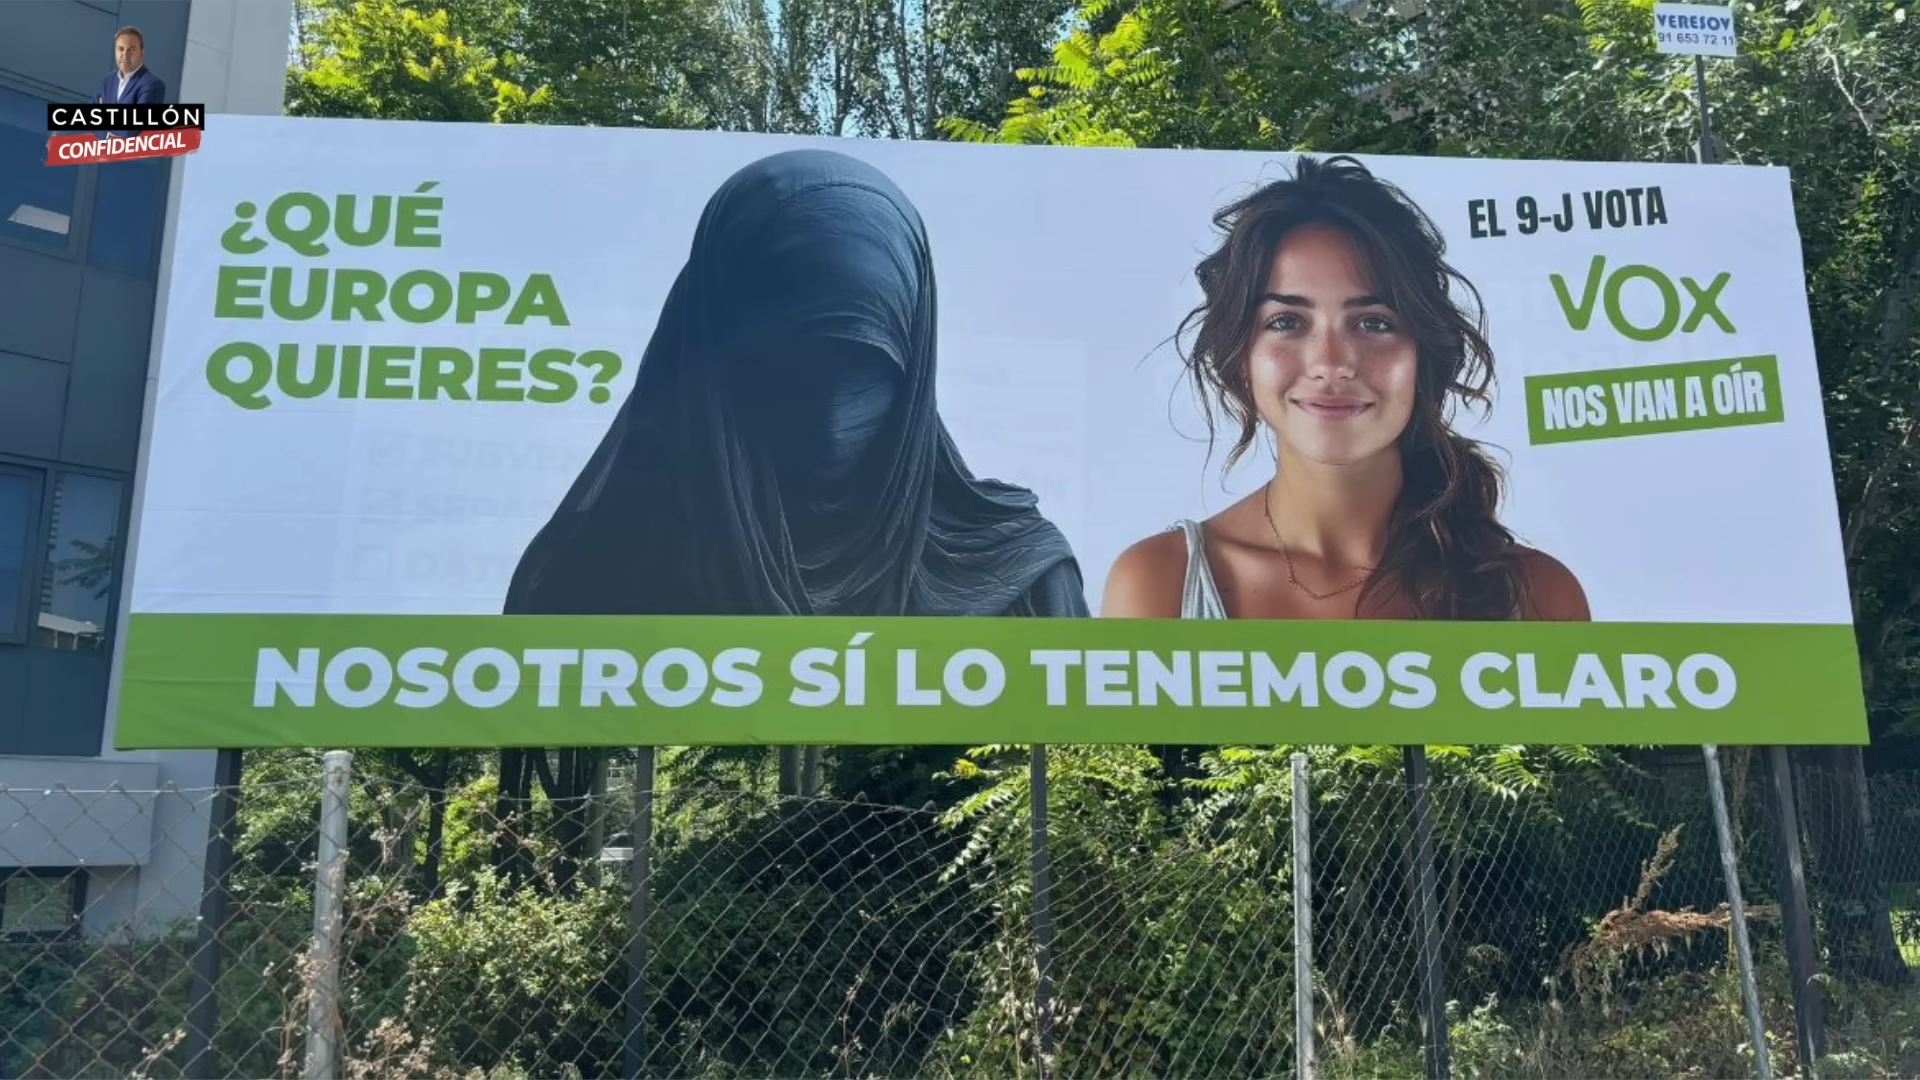 CASTILLÓN
CONFIDENCIAL
VERESOY
91 653 72 11
¿QUÉ
EUROPA
QUIERES?
EL 9-J VOTA
VOX
NOS VAN A OÍR
NOSOTROS SÍ LO TENEMOS CLARO